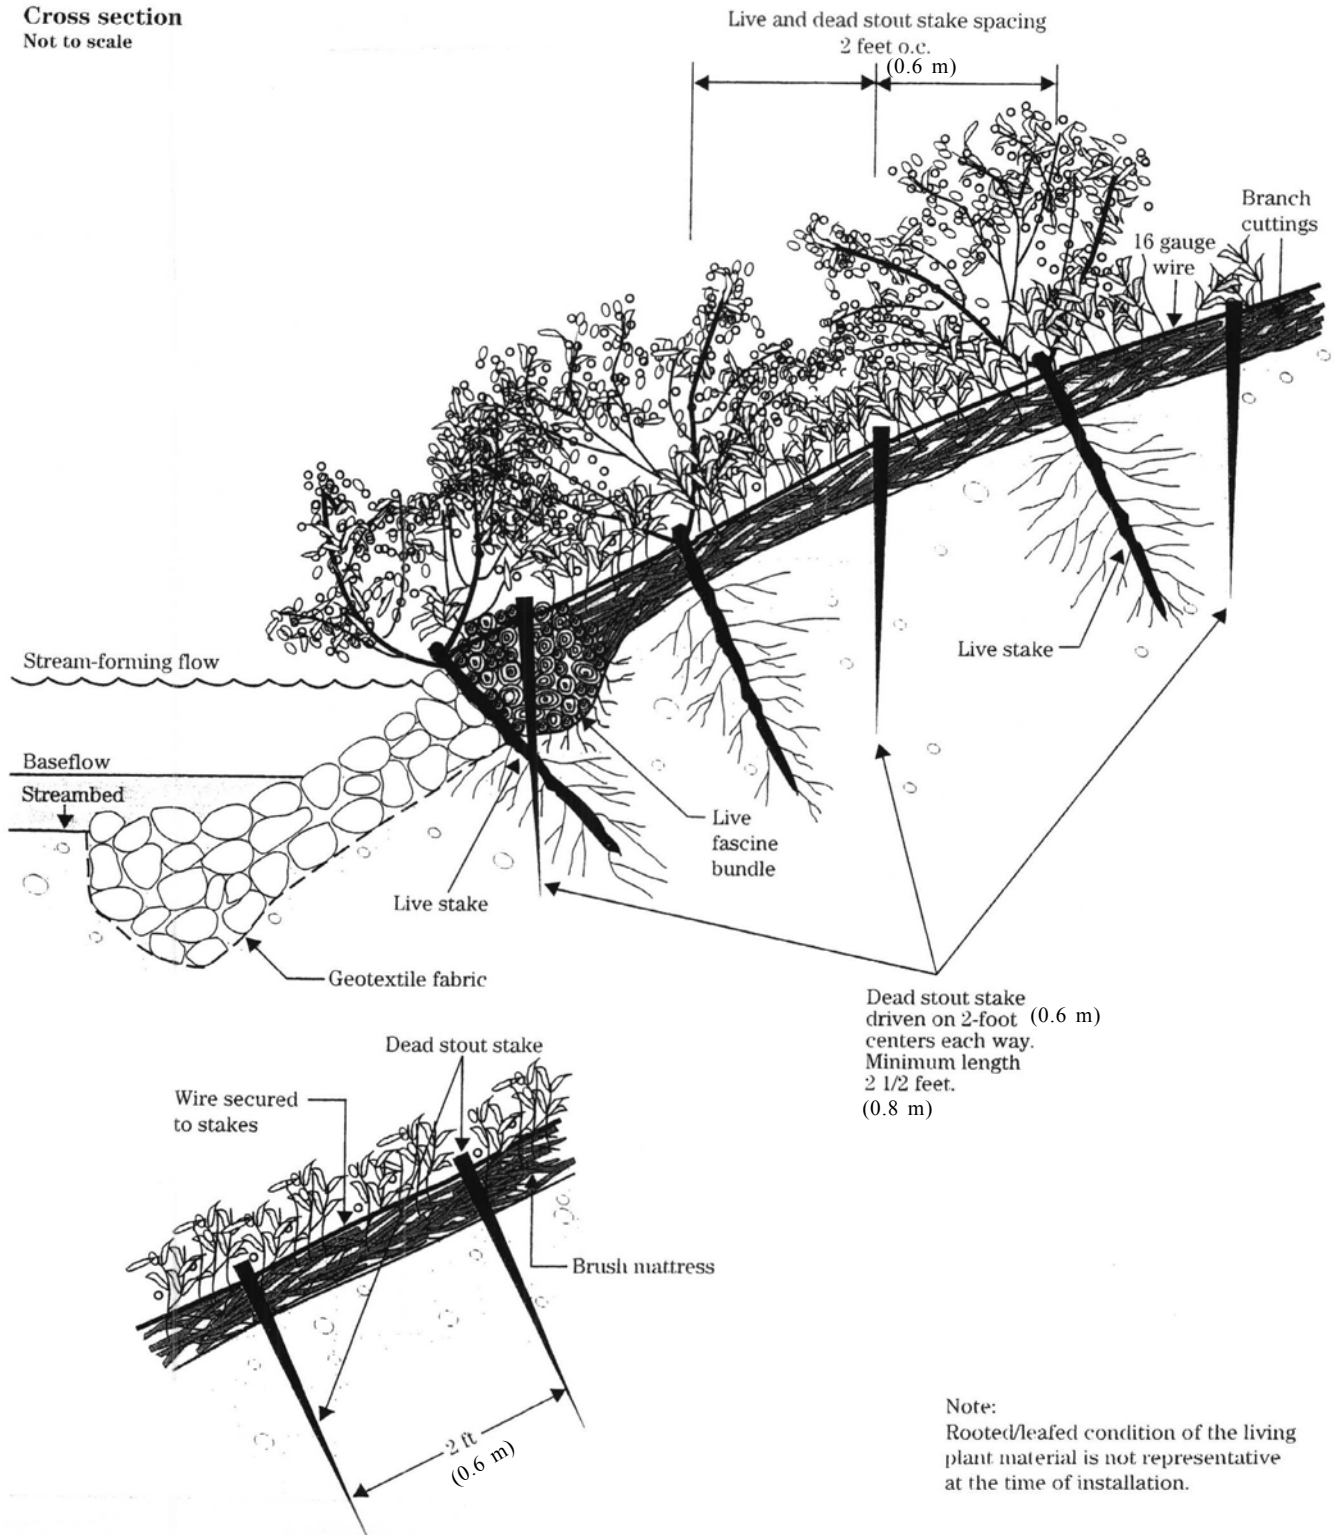 Cross section
Not to scale
Live and dead stout stake spacing
2 feet o.c.
(0.6 m)
Branch
cuttings
16 gauge
wire
Stream-forming flow
Live stake
Baseflow
Streambed
Live
fascine
bundle
Live stake
Geotextile fabric
Dead stout stake
driven on 2-foot (0.6 m)
centers each way.
Minimum length
2 1/2 feet.
(0.8 m)
Dead stout stake
Wire secured
to stakes
Brush mattress
2 ft
(0.6 m)
Note:
Rooted/leafed condition of the living
plant material is not representative
at the time of installation.